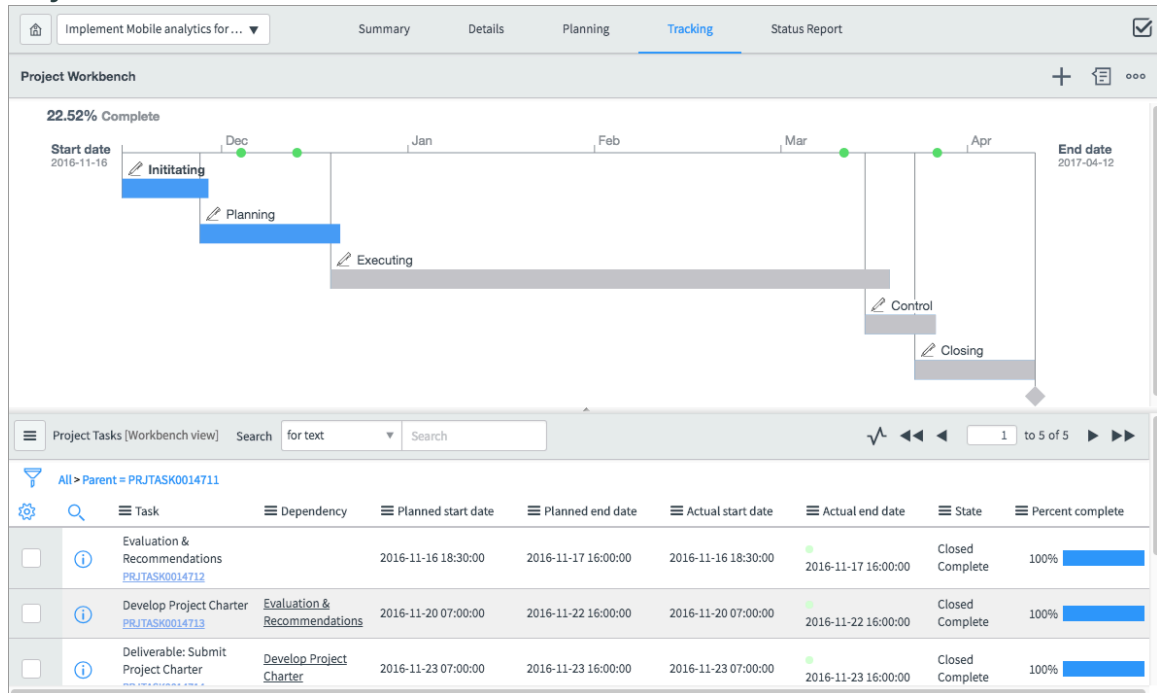 Implement Mobile analytics for ... ▼
Summary
Details
Planning
Tracking
Status Report
Project Workbench
22.52% Complete
Start date
2016-11-16
Dec
Jan
Feb
Mar
Apr
End date
2017-04-12
Inititating
Planning
Executing
Control
Closing
Project Tasks [Workbench view]
Search
for text
Search
1 to 5 of 5
All > Parent = PRJTASK0014711
Task
Dependency
Planned start date
Planned end date
Actual start date
Actual end date
State
Percent complete
Evaluation &
Recommendations
PRJTASK0014712
2016-11-16 18:30:00
2016-11-17 16:00:00
2016-11-16 18:30:00
2016-11-17 16:00:00
Closed
Complete
100%
Develop Project Charter
PRJTASK0014713
Evaluation &
Recommendations
2016-11-20 07:00:00
2016-11-22 16:00:00
2016-11-20 07:00:00
2016-11-22 16:00:00
Closed
Complete
100%
Deliverable: Submit
Project Charter
Develop Project
Charter
2016-11-23 07:00:00
2016-11-23 16:00:00
2016-11-23 07:00:00
2016-11-23 16:00:00
Closed
Complete
100%